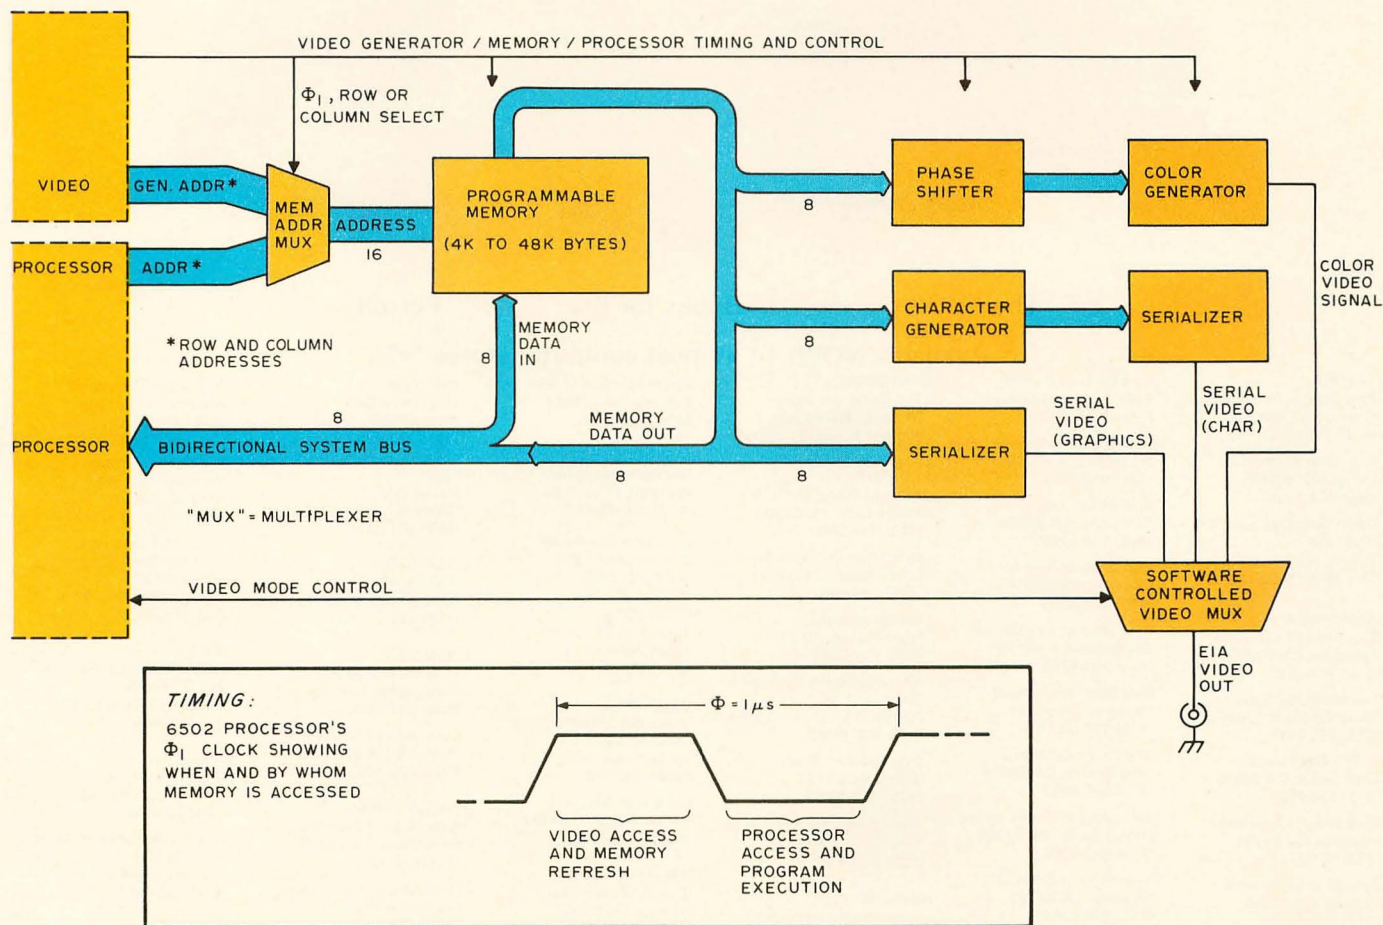 VIDEO GENERATOR / MEMORY / PROCESSOR TIMING AND CONTROL
Φ1, ROW OR
COLUMN SELECT
VIDEO
GEN. ADDR*
MEM
ADDR
MUX
ADDRESS
16
PROGRAMMABLE
MEMORY
(4K TO 48K BYTES)
8
PHASE
SHIFTER
COLOR
GENERATOR
PROCESSOR
ADDR*
*ROW AND COLUMN
ADDRESSES
8
MEMORY
DATA
IN
8
CHARACTER
GENERATOR
SERIALIZER
COLOR
VIDEO
SIGNAL
PROCESSOR
8
BIDIRECTIONAL SYSTEM BUS
MEMORY
DATA OUT
8
8
SERIALIZER
SERIAL
VIDEO
(GRAPHICS)
SERIAL
VIDEO
(CHAR)
"MUX" = MULTIPLEXER
VIDEO MODE CONTROL
SOFTWARE
CONTROLLED
VIDEO MUX
EIA
VIDEO
OUT
TIMING:
6502 PROCESSOR'S
Φ1 CLOCK SHOWING
WHEN AND BY WHOM
MEMORY IS ACCESSED
Φ = 1 µs
VIDEO ACCESS
AND MEMORY
REFRESH
PROCESSOR
ACCESS AND
PROGRAM
EXECUTION